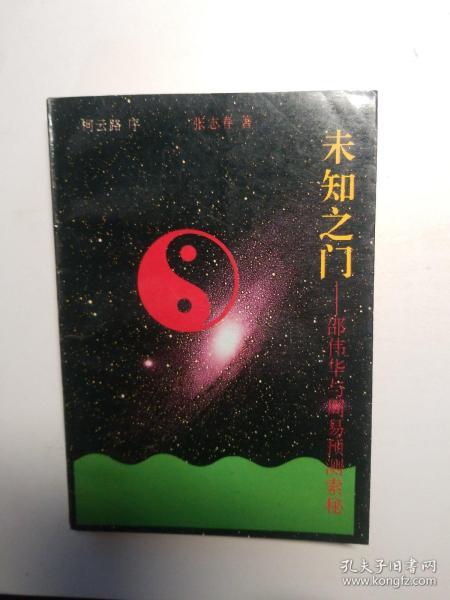 柯云路 序
张志春 著
未知之门
——邵伟华与周易预测索秘
孔夫子旧书网
www.kongfz.com